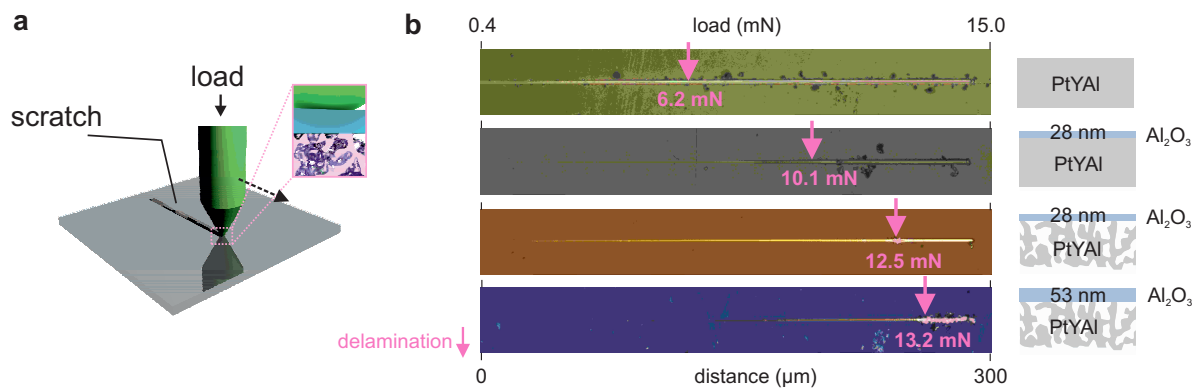 a
load
scratch
b
0.4 load (mN) 15.0
6.2 mN
PtYAl
10.1 mN
28 nm Al₂O₃
PtYAl
12.5 mN
28 nm Al₂O₃
PtYAl
13.2 mN
53 nm Al₂O₃
PtYAl
delamination
0 distance (µm) 300